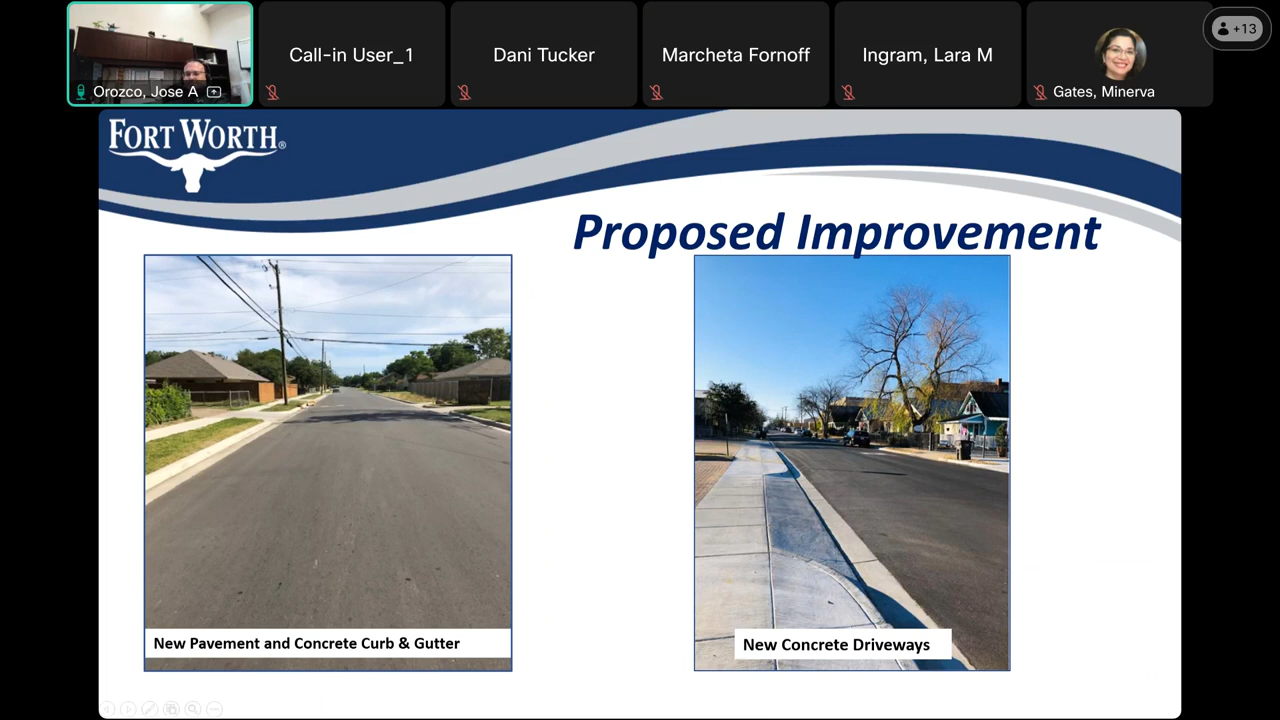 Orozco, Jose A
Call-in User_1
Dani Tucker
Marcheta Fornoff
Ingram, Lara M
Gates, Minerva
+13
FORT WORTH®
Proposed Improvement
New Pavement and Concrete Curb & Gutter
New Concrete Driveways